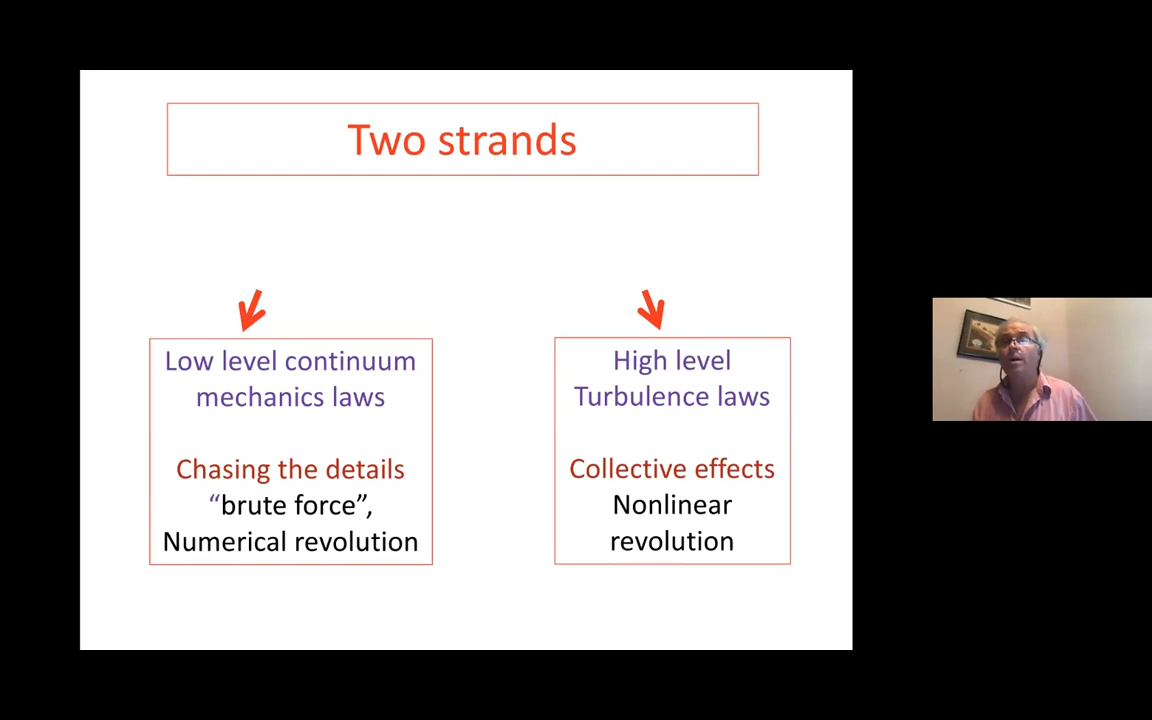 Two strands
Low level continuum
mechanics laws
Chasing the details
“brute force”,
Numerical revolution
High level
Turbulence laws
Collective effects
Nonlinear
revolution